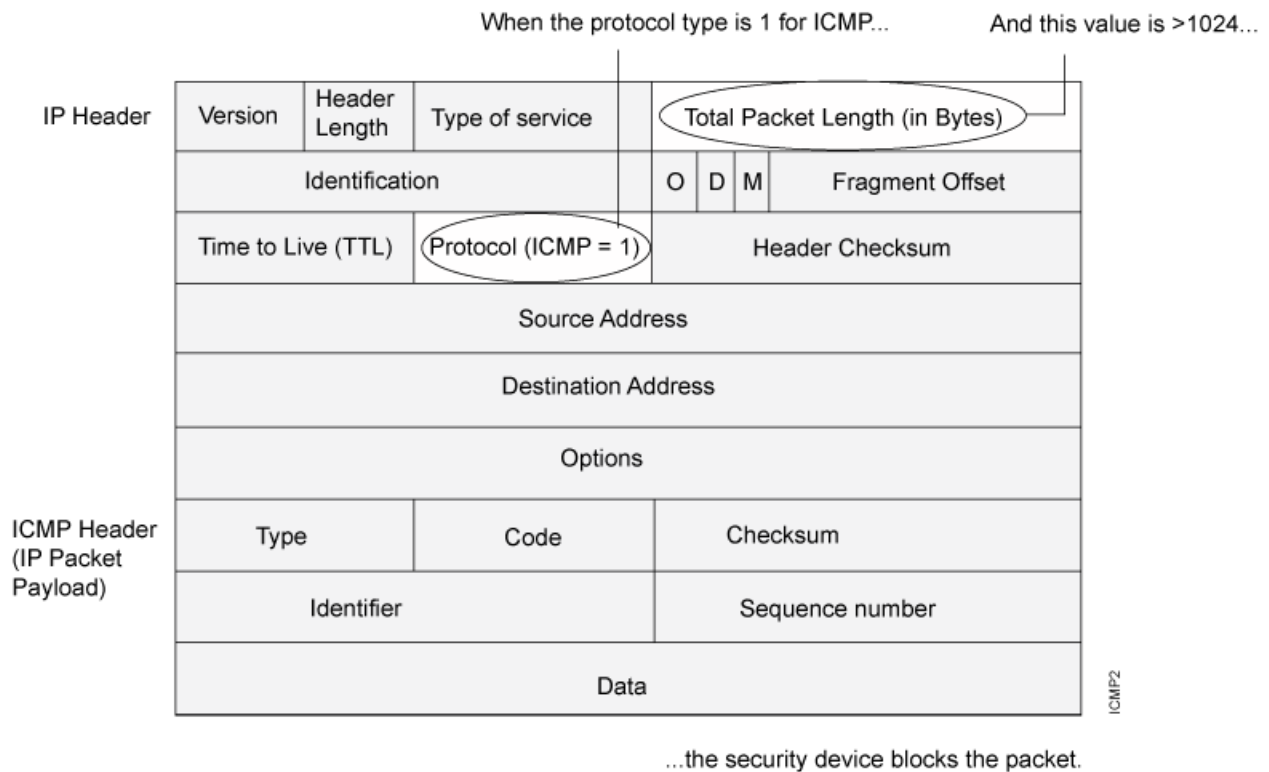 When the protocol type is 1 for ICMP...
And this value is >1024...
IP Header
Version
Header
Length
Type of service
Total Packet Length (in Bytes)
Identification
O
D
M
Fragment Offset
Time to Live (TTL)
Protocol (ICMP = 1)
Header Checksum
Source Address
Destination Address
Options
ICMP Header
(IP Packet
Payload)
Type
Code
Checksum
Identifier
Sequence number
Data
ICMP2
...the security device blocks the packet.